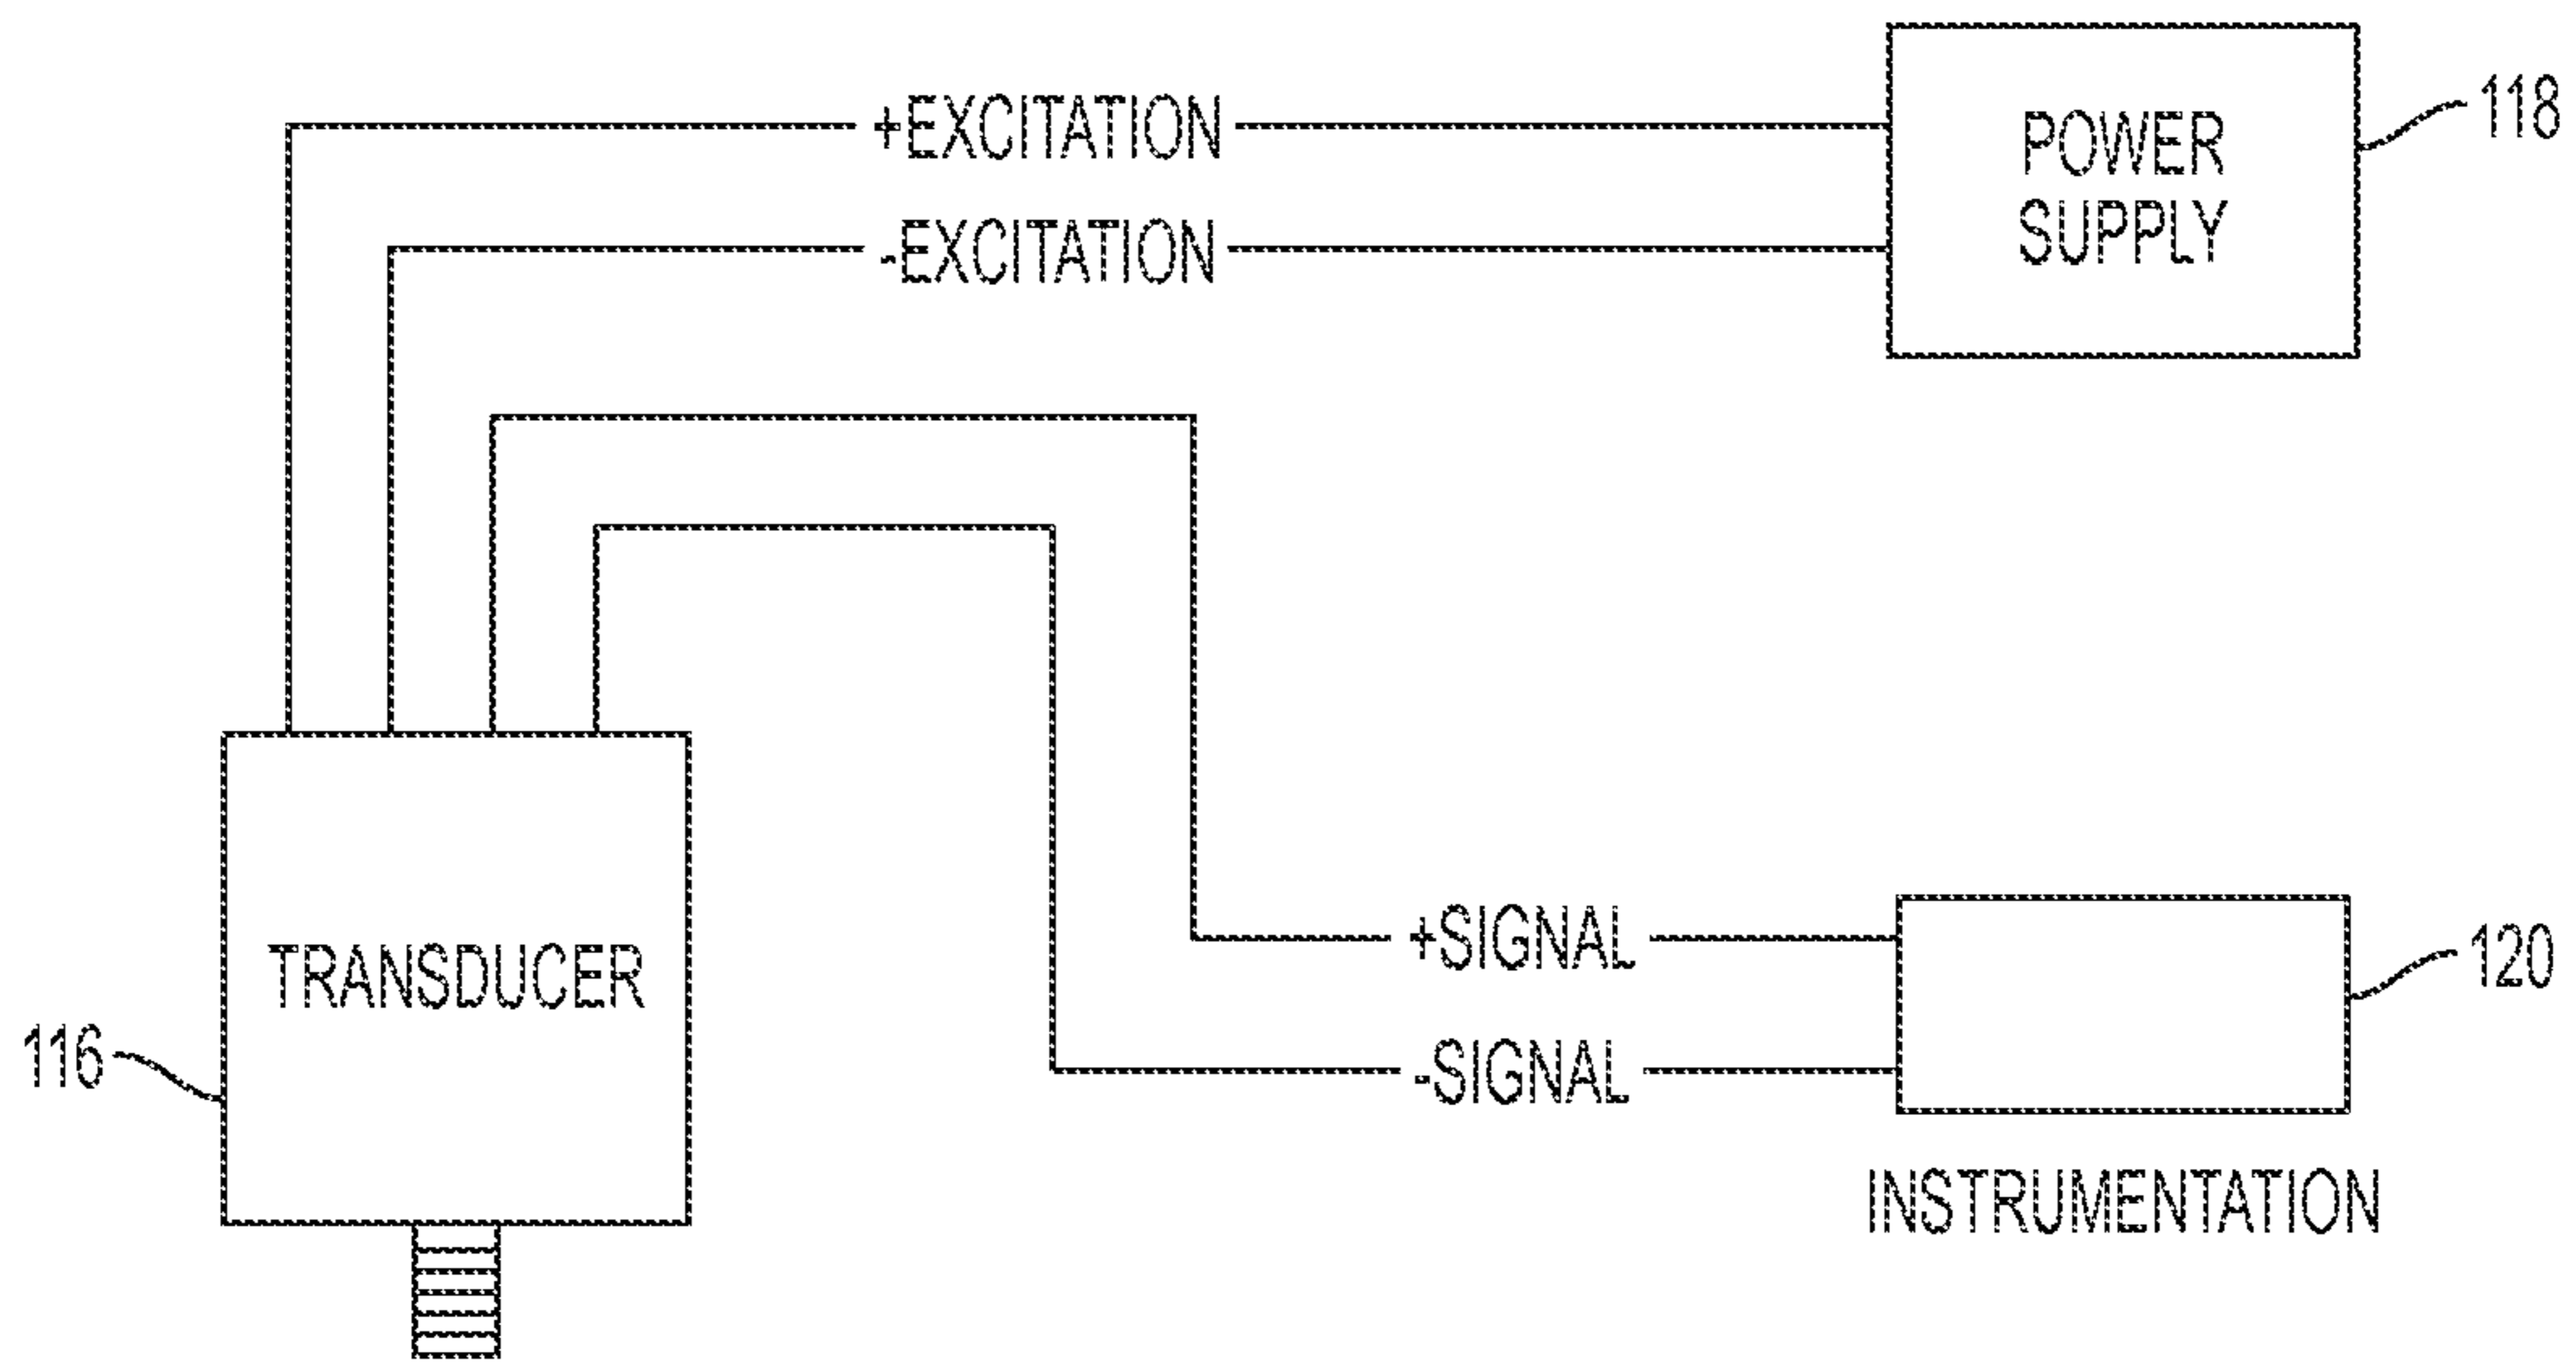 +EXCITATION
POWER
SUPPLY
118
-EXCITATION
TRANSDUCER
116
+SIGNAL
120
-SIGNAL
INSTRUMENTATION